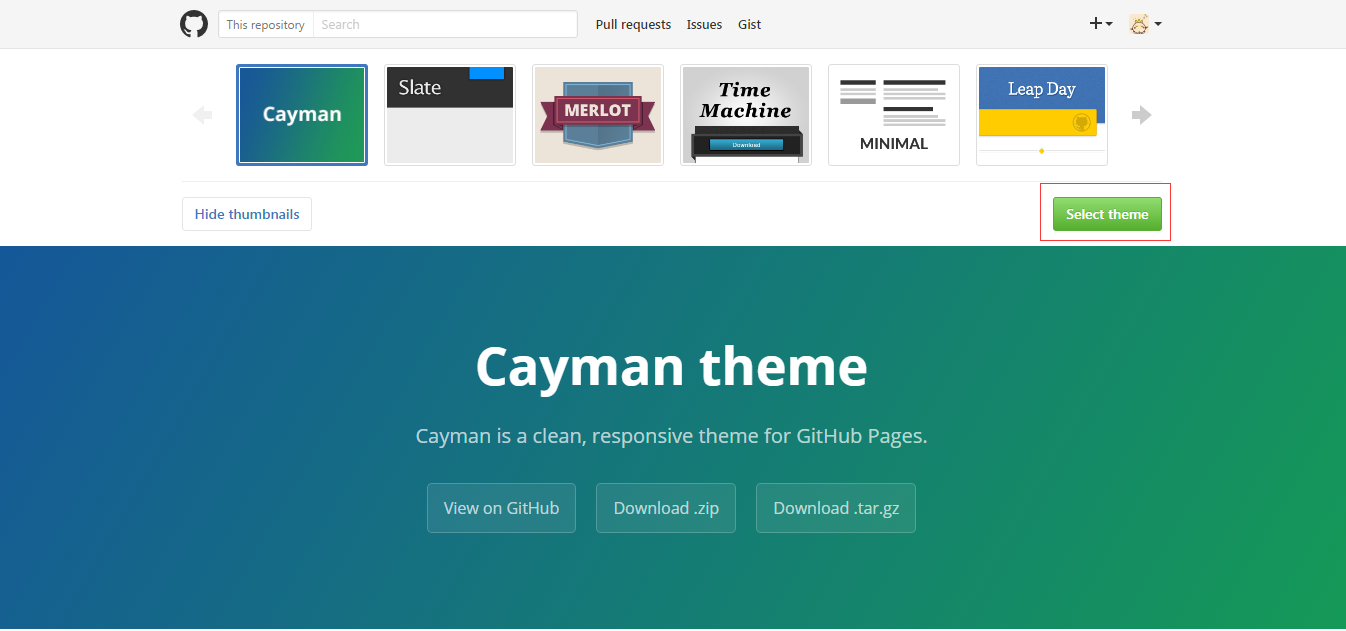 This repository Search Pull requests Issues Gist
Cayman
Slate
MERLOT
Time
Machine
Download
MINIMAL
Leap Day
Hide thumbnails
Select theme
Cayman theme
Cayman is a clean, responsive theme for GitHub Pages.
View on GitHub Download .zip Download .tar.gz